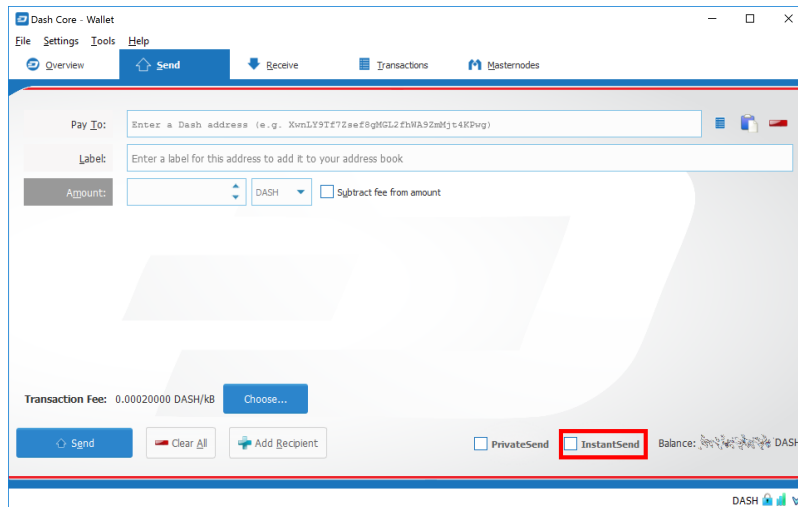 Dash Core - Wallet
File Settings Tools Help
Overview Send Receive Transactions Masternodes
Pay To: Enter a Dash address (e.g. XwnLY9Tf7Zsef8gMGL2fhWA9ZmMjt4KPwg)
Label: Enter a label for this address to add it to your address book
Amount: DASH Subtract fee from amount
Transaction Fee: 0.00020000 DASH/kB Choose...
Send Clear All Add Recipient PrivateSend InstantSend Balance: DASH
DASH